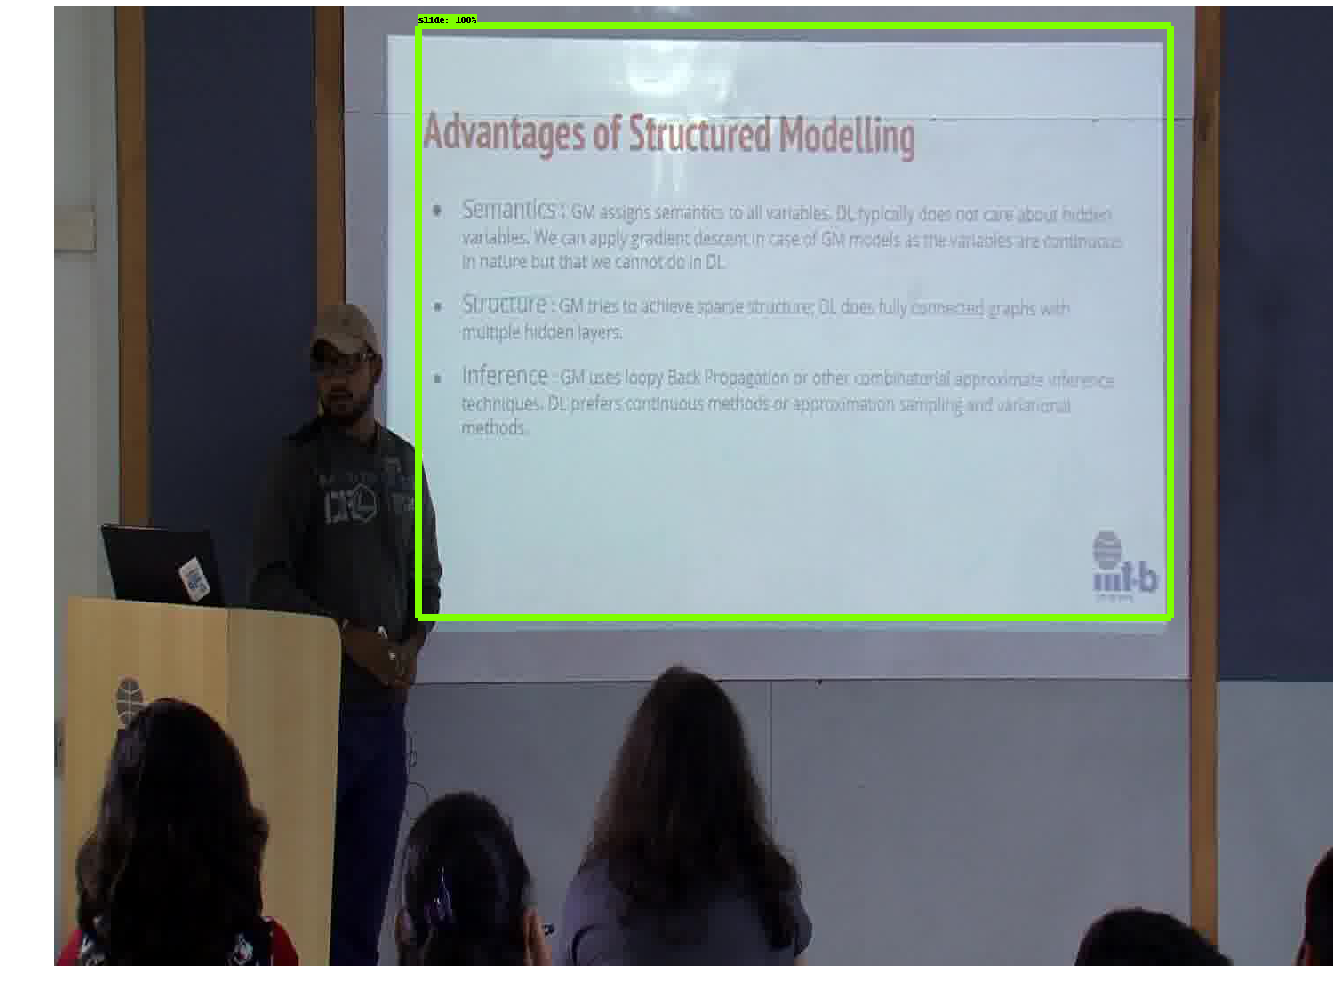 slide: 100%
Advantages of Structured Modelling
• Semantics : GM assigns semantics to all variables. DL typically does not care about hidden
variables. We can apply gradient descent in case of GM models as the variables are continuous
in nature but that we cannot do in DL.
• Structure : GM tries to achieve sparse structure; DL does fully connected graphs with
multiple hidden layers.
• Inference : GM uses loopy Back Propagation or other combinatorial approximate inference
techniques. DL prefers continuous methods or approximation sampling and variational
methods.